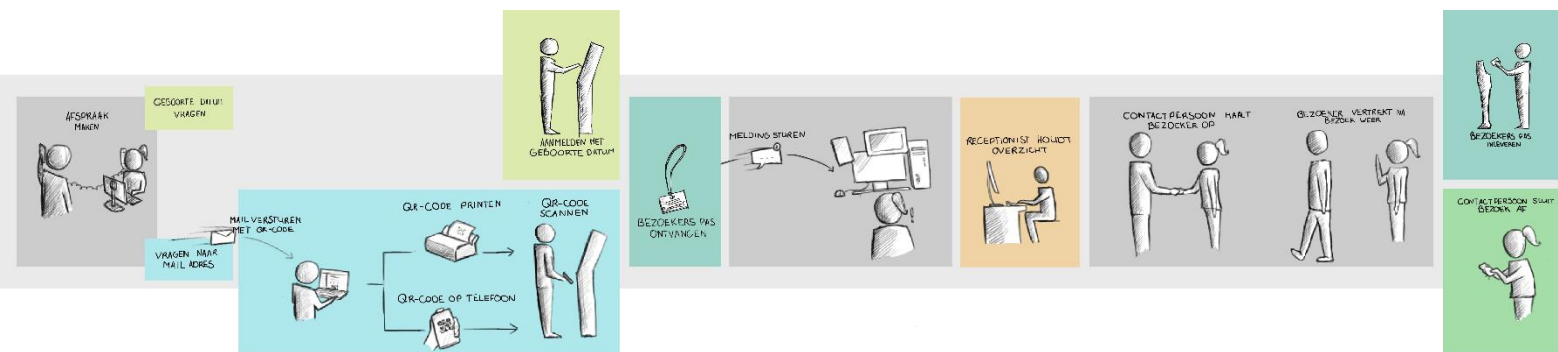 AFSPRAAK
MAKEN
GEBOORTE DATUM
VRAGEN
VRAGEN NAAR
MAIL ADRES
MAIL VERSTUREN
MET QR-CODE
QR-CODE PRINTEN
QR-CODE OP TELEFOON
QR-CODE
SCANNEN
AANMELDEN MET
GEBOORTE DATUM
BEZOEKERS PAS
ONTVANGEN
MELDING STUREN
RECEPTIONIST HOUDT
OVERZICHT
CONTACTPERSOON HAALT
BEZOEKER OP
BEZOEKER VERTREKT NA
BEZOEK WEER
BEZOEKERS PAS
INLEVEREN
CONTACTPERSOON SLUIT
BEZOEK AF